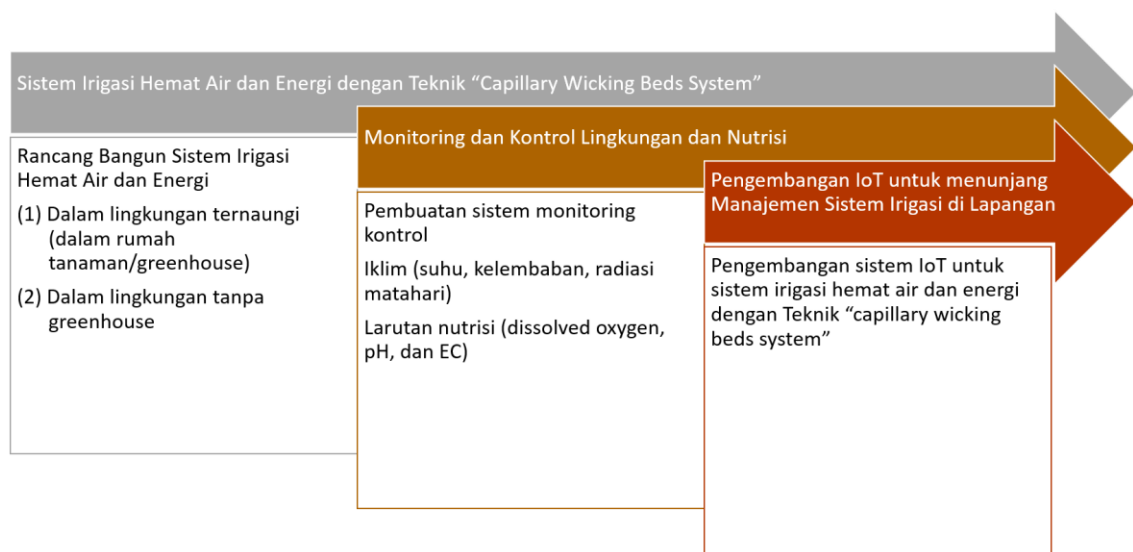 Sistem Irigasi Hemat Air dan Energi dengan Teknik “Capillary Wicking Beds System”
Rancang Bangun Sistem Irigasi
Hemat Air dan Energi
(1) Dalam lingkungan ternaungi
(dalam rumah
tanaman/greenhouse)
(2) Dalam lingkungan tanpa
greenhouse
Monitoring dan Kontrol Lingkungan dan Nutrisi
Pembuatan sistem monitoring
kontrol
Iklim (suhu, kelembaban, radiasi
matahari)
Larutan nutrisi (dissolved oxygen,
pH, dan EC)
Pengembangan IoT untuk menunjang
Manajemen Sistem Irigasi di Lapangan
Pengembangan sistem IoT untuk
sistem irigasi hemat air dan energi
dengan Teknik “capillary wicking
beds system”